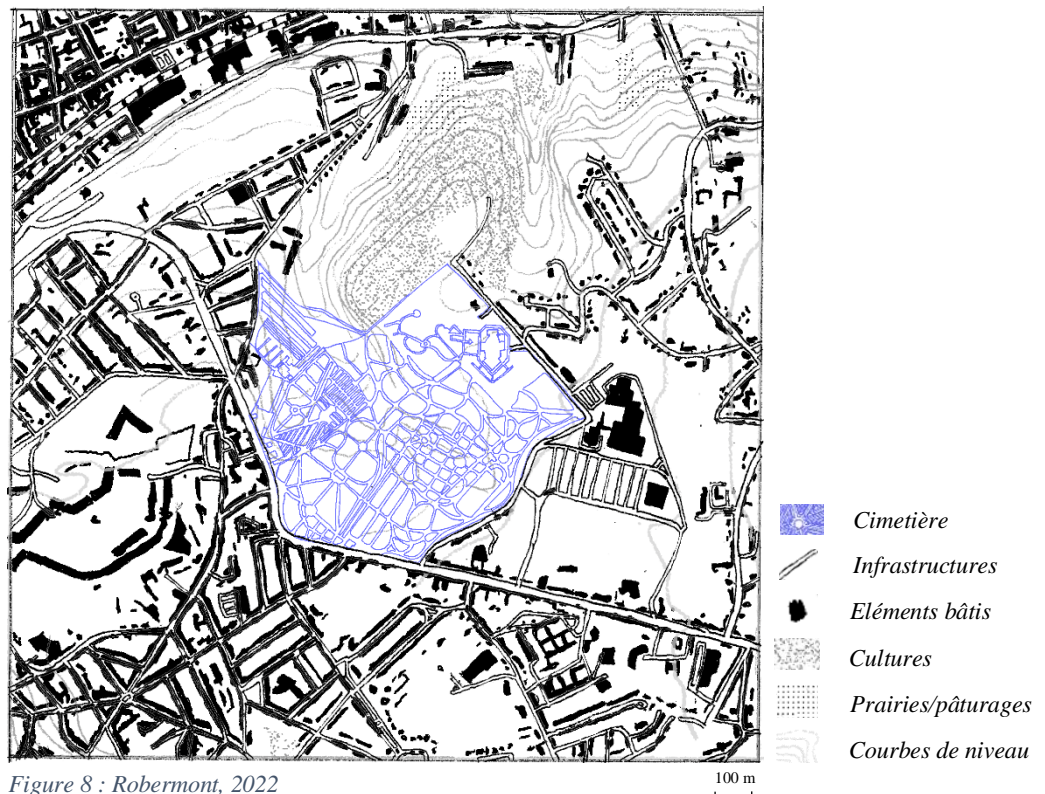 Cimetière
Infrastructures
Eléments bâtis
Cultures
Prairies/pâturages
Courbes de niveau
100 m
Figure 8 : Robermont, 2022